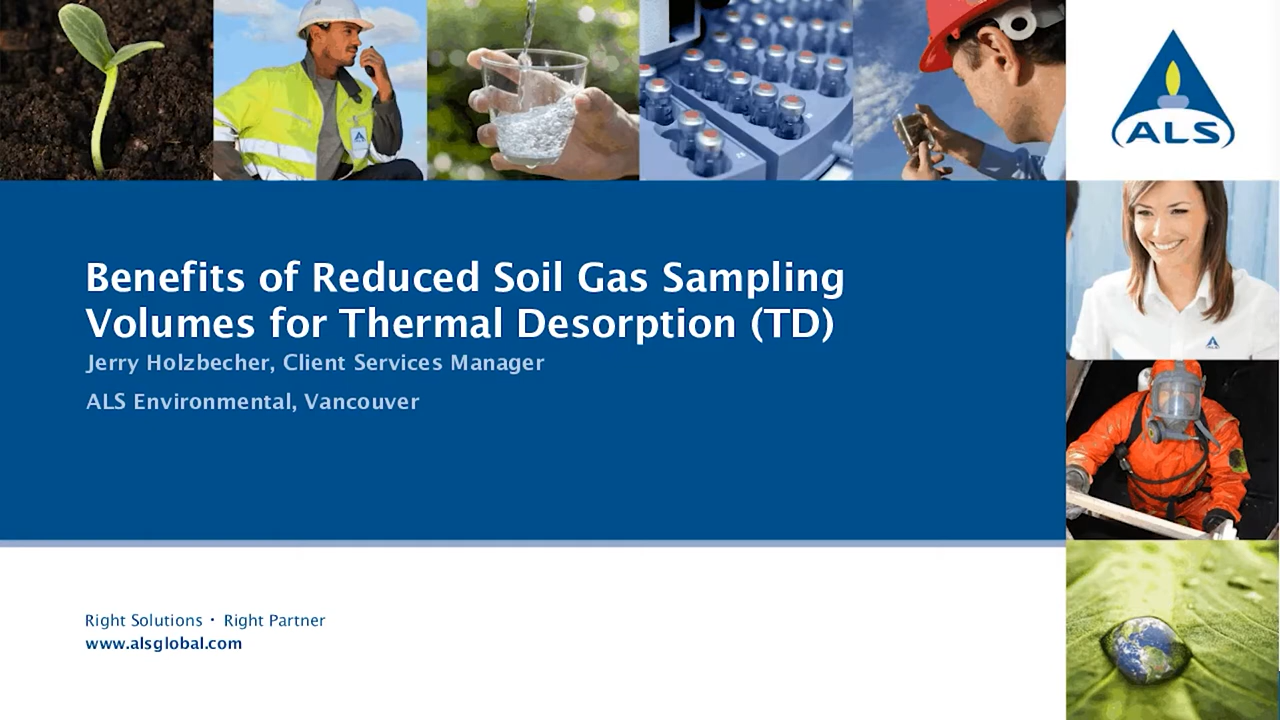 ALS
Benefits of Reduced Soil Gas Sampling
Volumes for Thermal Desorption (TD)
Jerry Holzbecher, Client Services Manager
ALS Environmental, Vancouver
Right Solutions • Right Partner
www.alsglobal.com